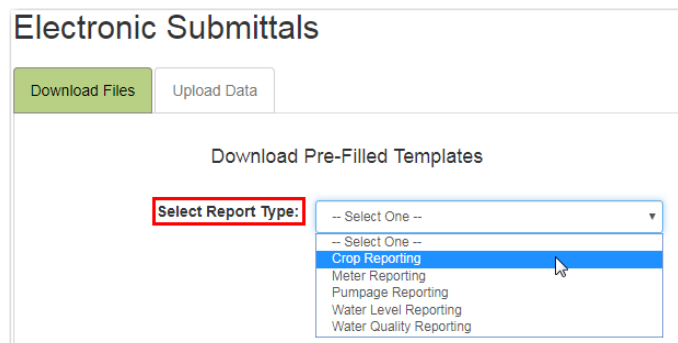 Electronic Submittals
Download Files
Upload Data
Download Pre-Filled Templates
Select Report Type:
-- Select One --
-- Select One --
Crop Reporting
Meter Reporting
Pumpage Reporting
Water Level Reporting
Water Quality Reporting